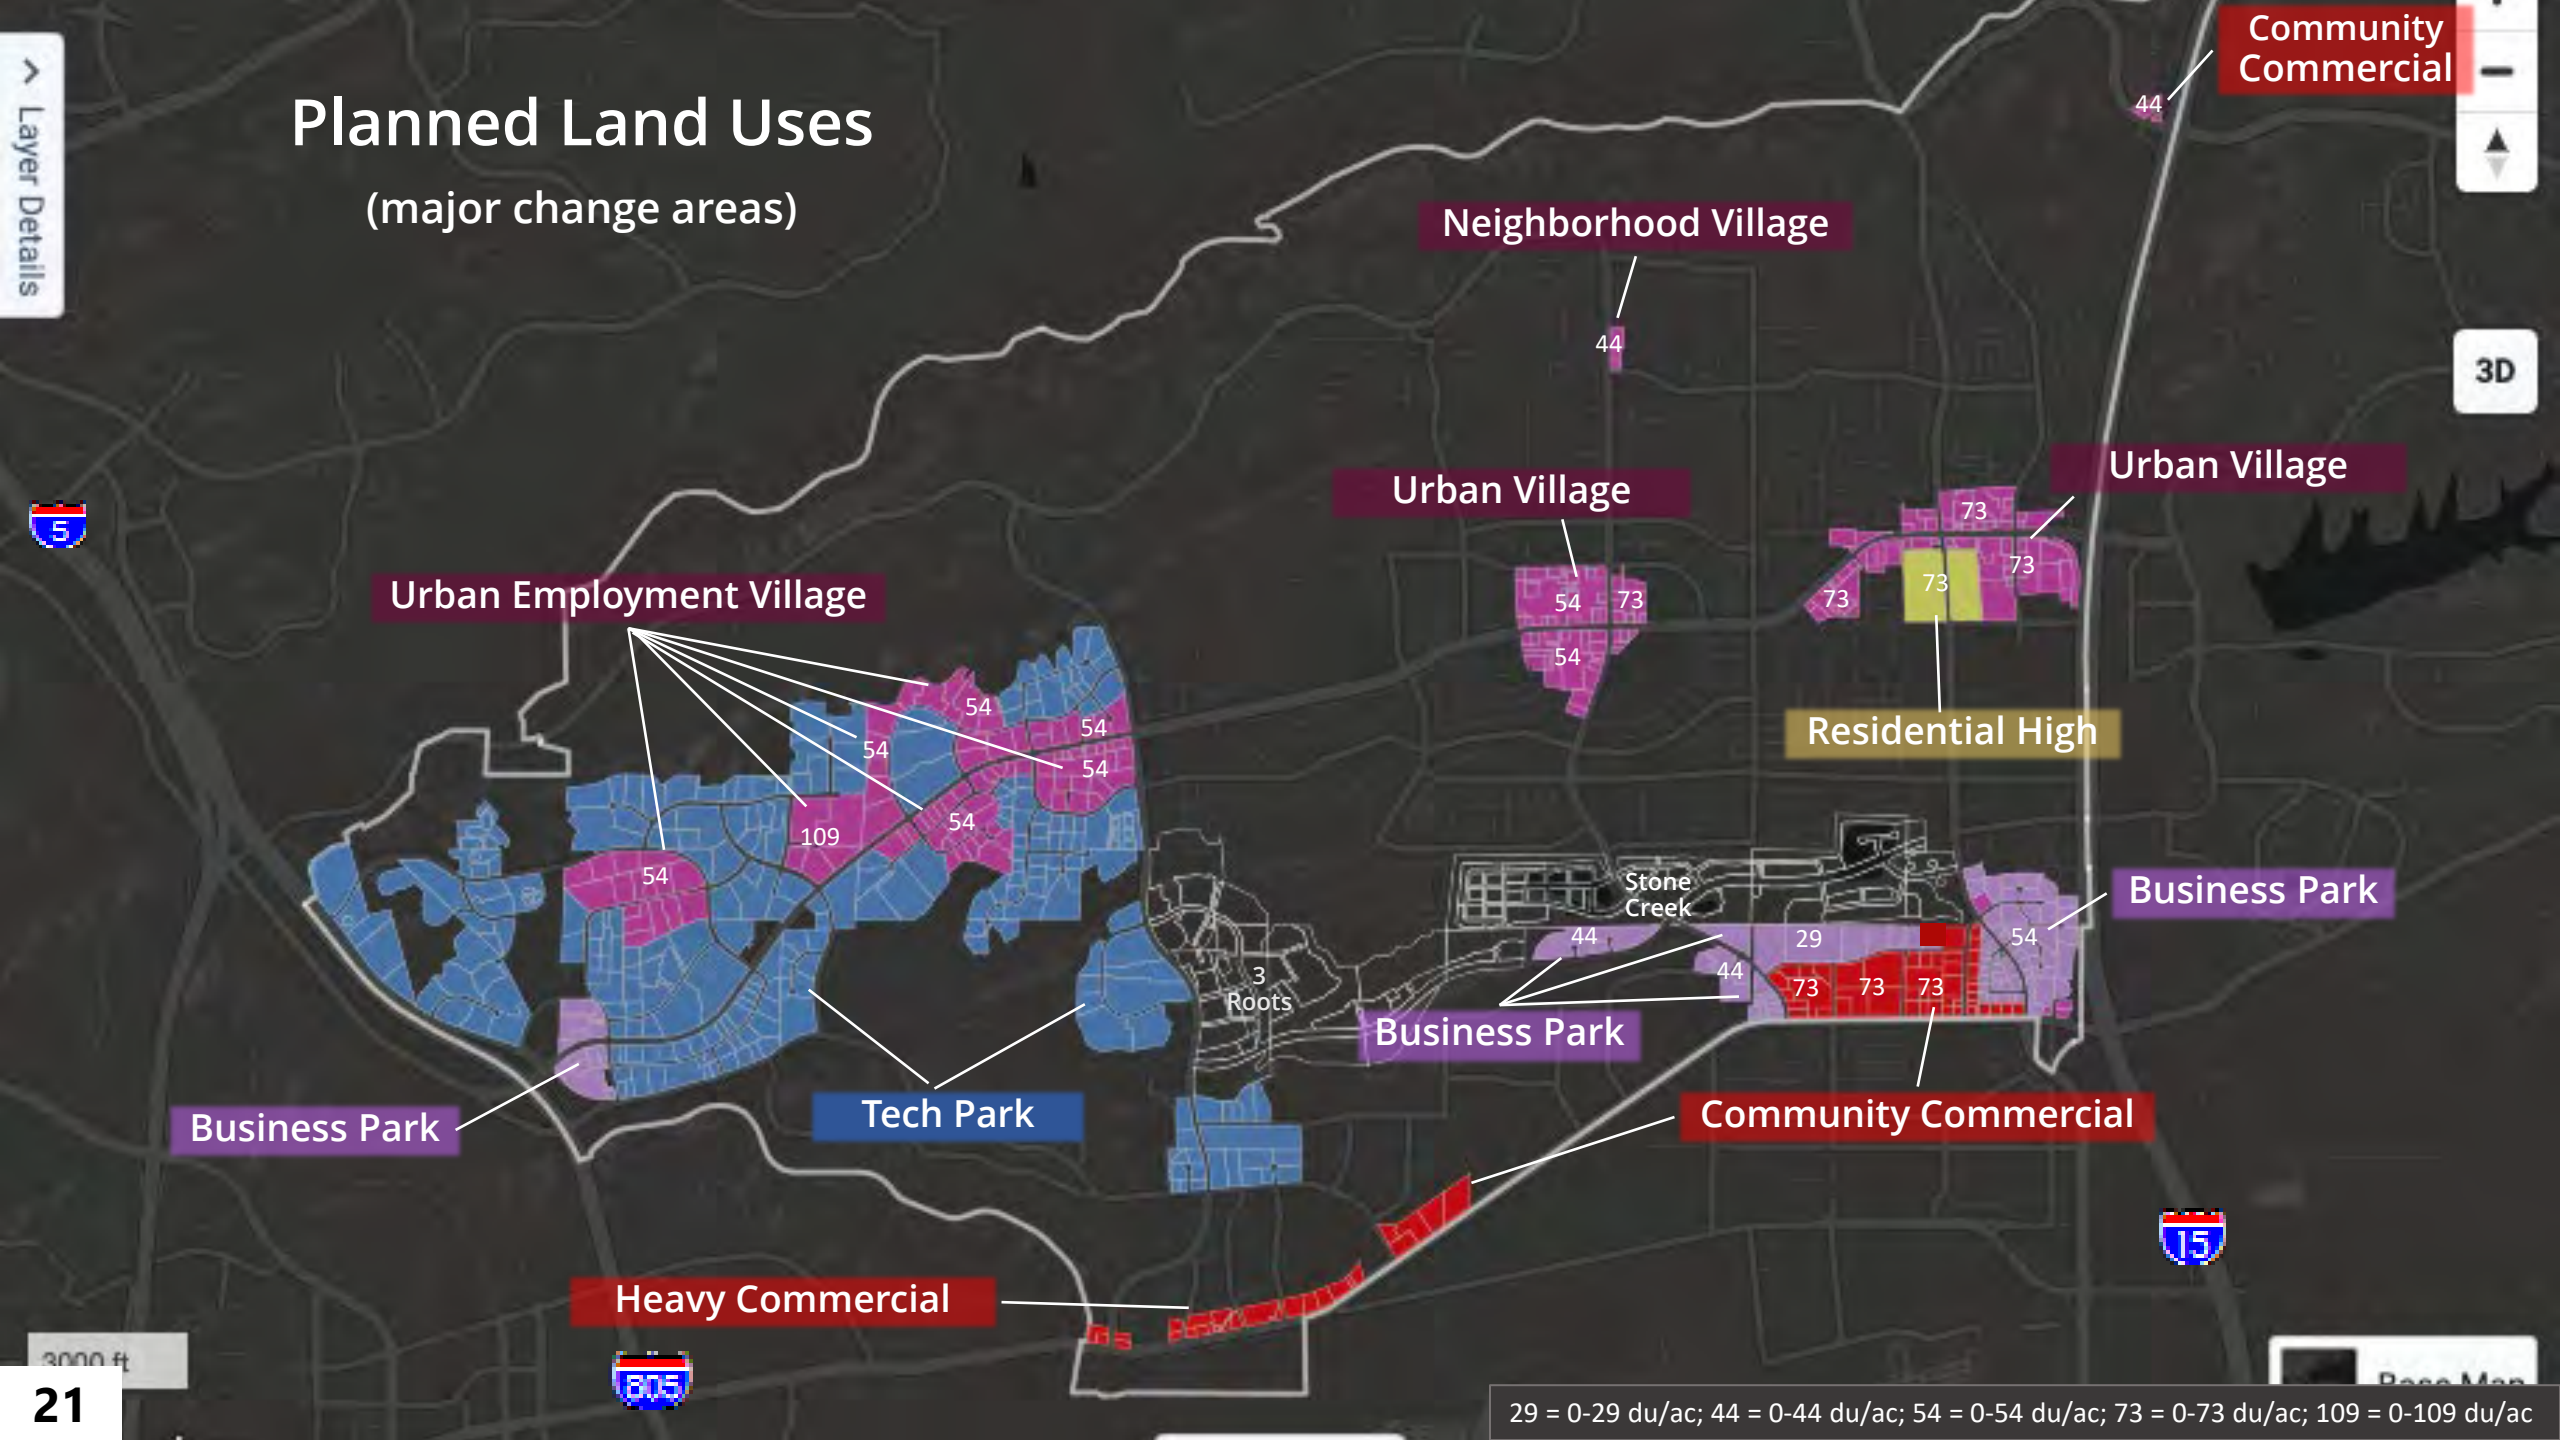 Community
Commercial
Layer Details
Planned Land Uses
(major change areas)
44
3D
Neighborhood Village
44
Urban Village
Urban Village
5
73
73
73
73
54
73
54
Urban Employment Village
Residential High
54
54
54
54
109
54
54
Stone
Creek
Business Park
44
29
54
44
73
73
73
3
Roots
Business Park
Business Park
Tech Park
Community Commercial
15
Heavy Commercial
3000 ft
805
Base Map
21
29 = 0-29 du/ac; 44 = 0-44 du/ac; 54 = 0-54 du/ac; 73 = 0-73 du/ac; 109 = 0-109 du/ac